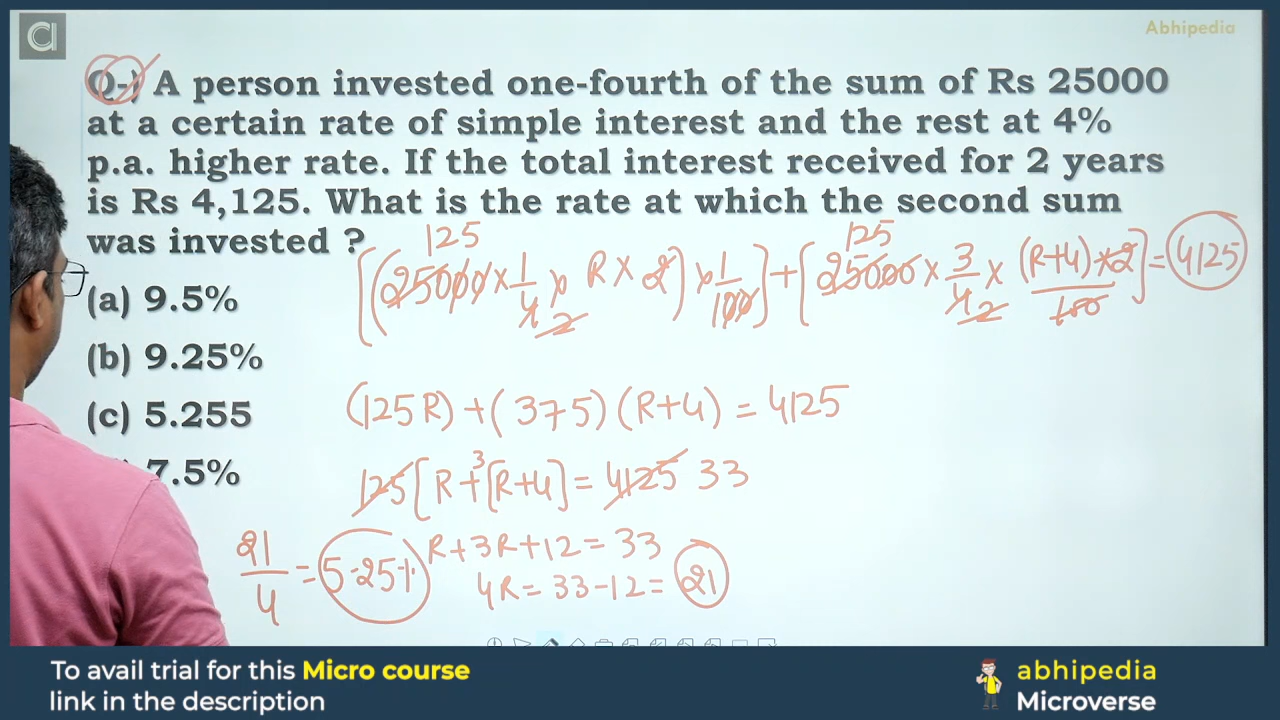 Abhipedia
Q-) A person invested one-fourth of the sum of Rs 25000
at a certain rate of simple interest and the rest at 4%
p.a. higher rate. If the total interest received for 2 years
is Rs 4,125. What is the rate at which the second sum
was invested ?
125 125
[(25000 × 1/4 × R × 2) × 1/100] + [25000 × 3/4 × (R+4)×2/100] = 4125
2 2
(a) 9.5%
(b) 9.25%
(125R) + (375) (R+4) = 4125
(c) 5.255
125[R+3[R+4] = 4125 33
7.5%
R+3R+12 = 33
21/4 = 5.25%
4R = 33-12 = 21
To avail trial for this Micro course
link in the description
abhipedia
Microverse